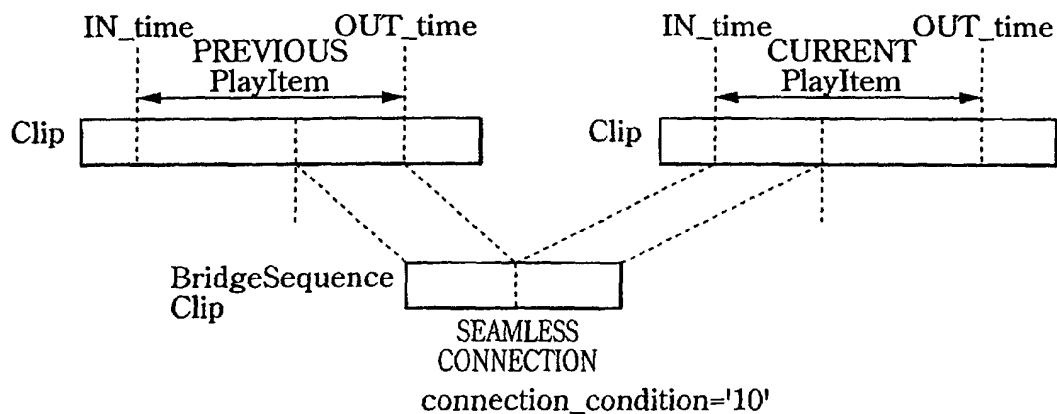 IN_time OUT_time IN_time OUT_time
PREVIOUS CURRENT
PlayItem PlayItem
Clip Clip
BridgeSequence
Clip
SEAMLESS
CONNECTION
connection_condition='10'